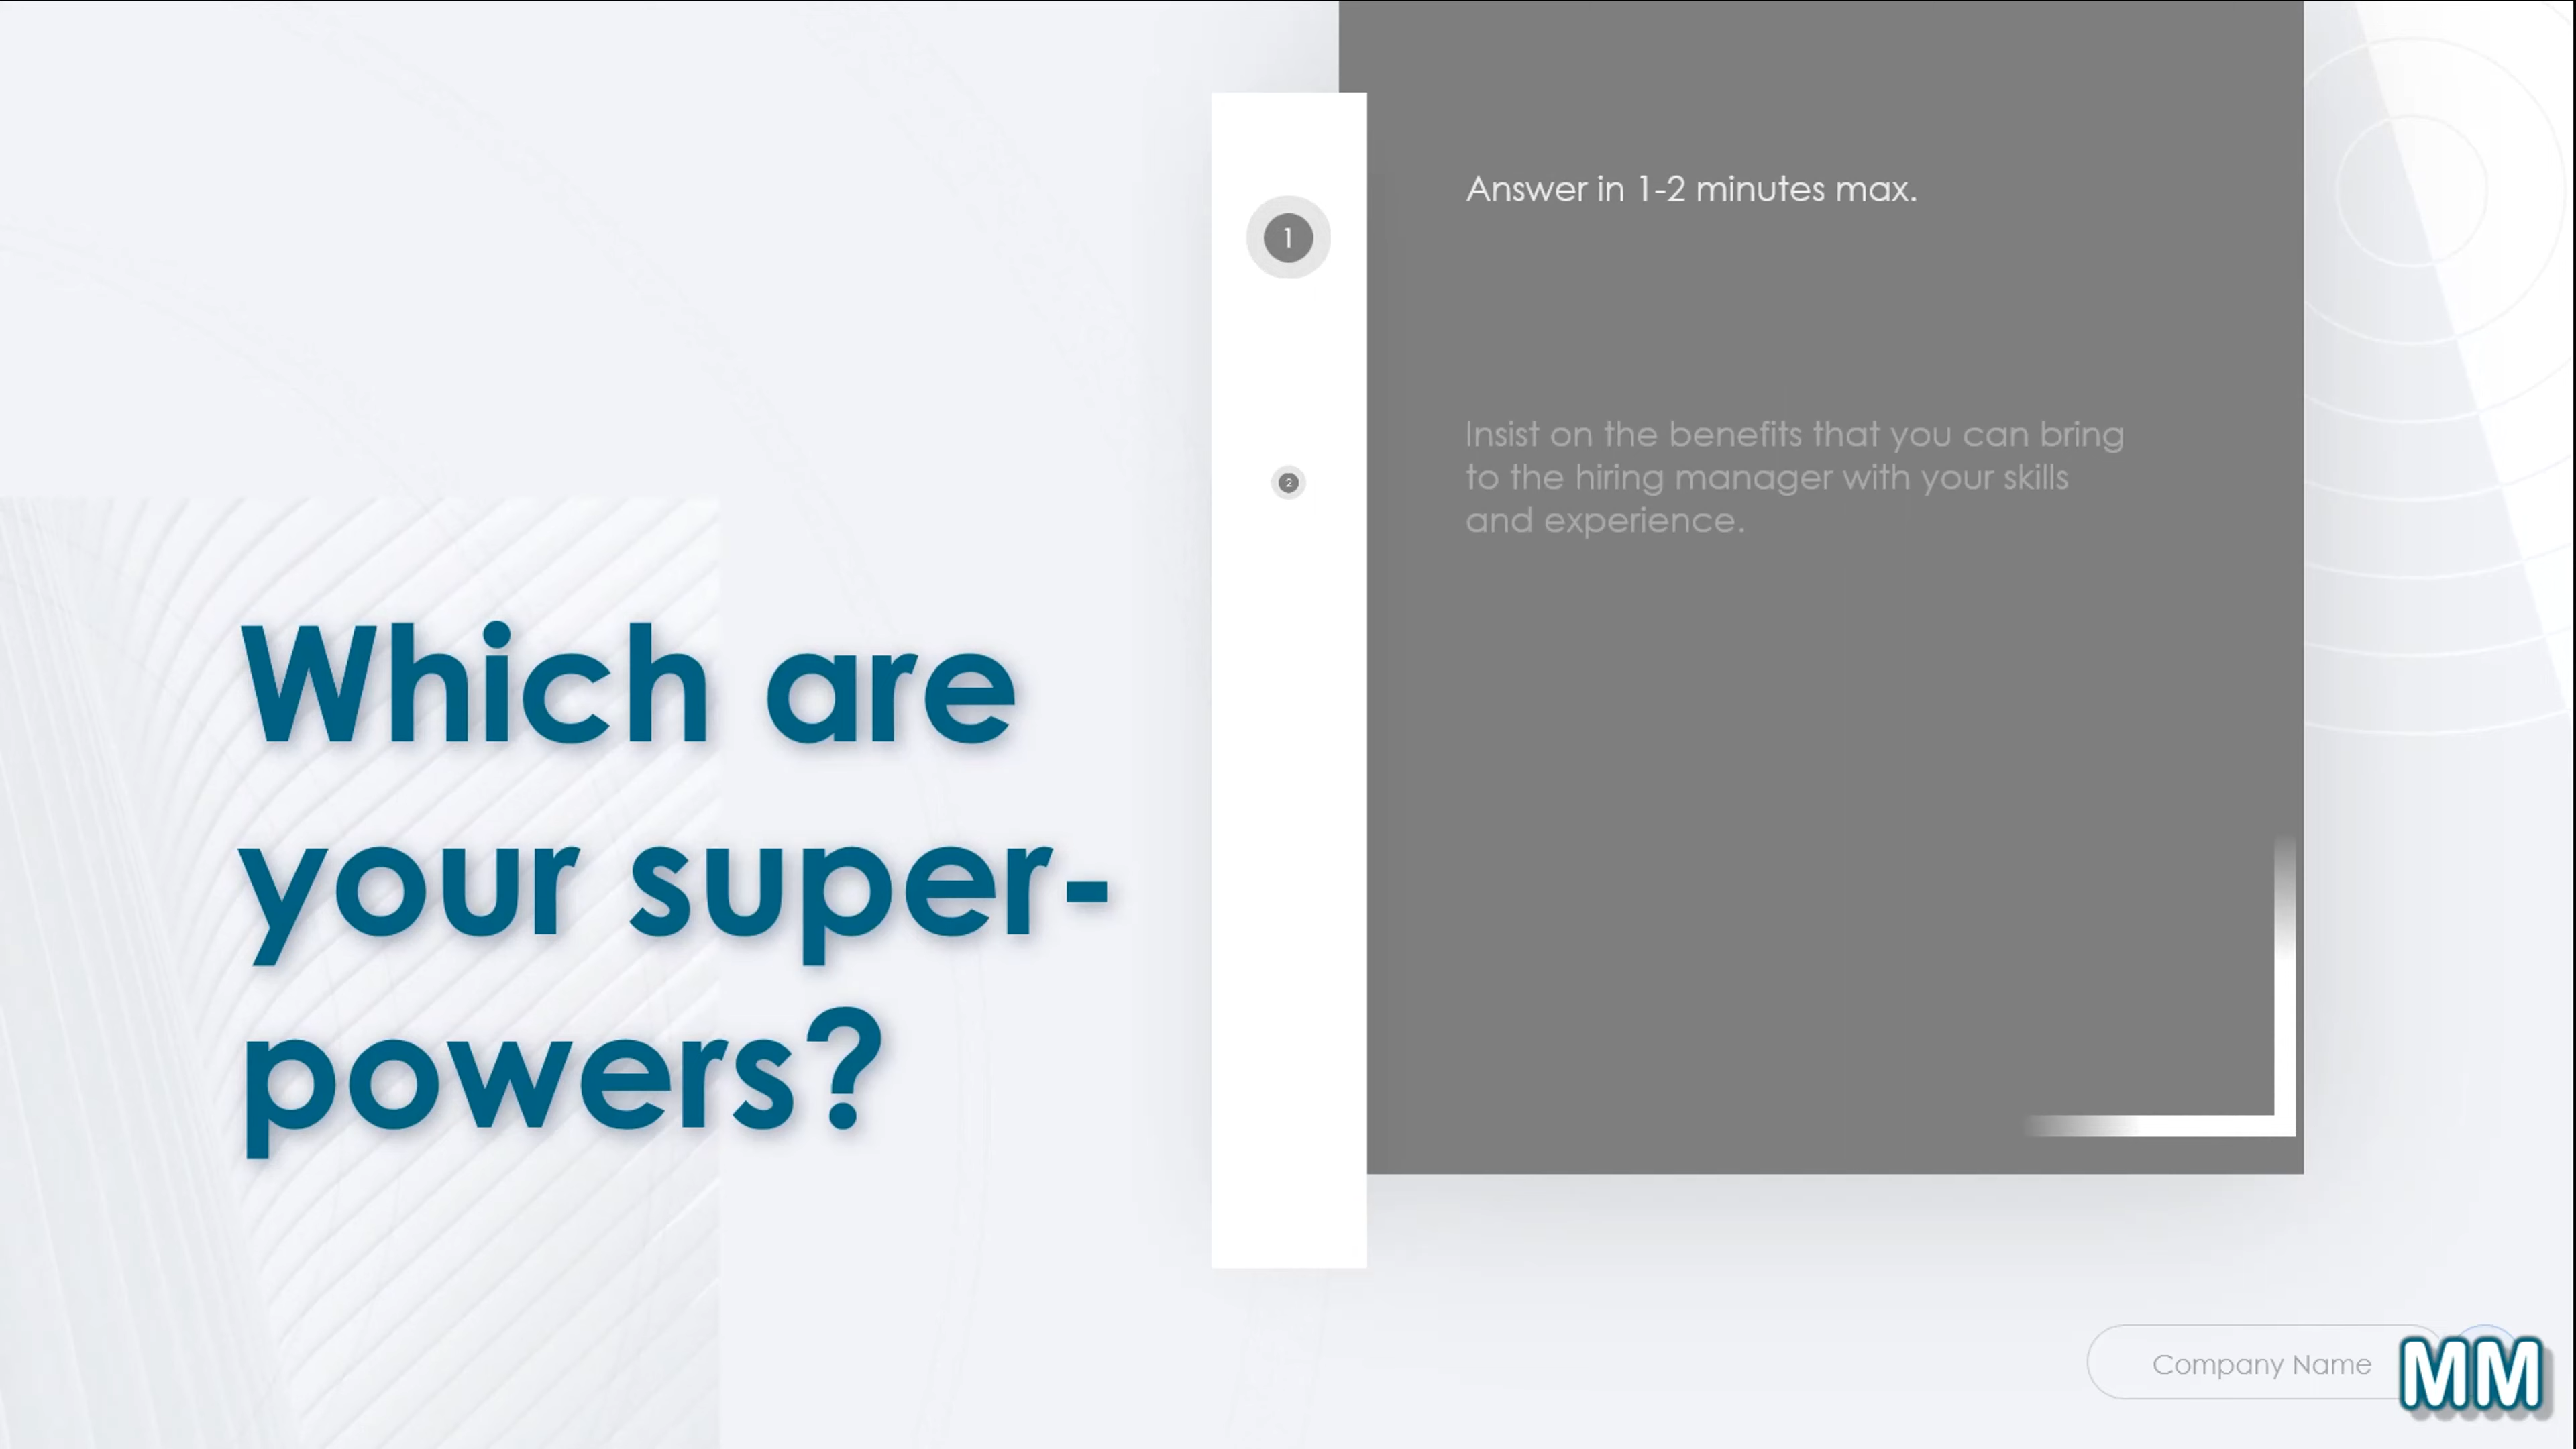 Which are
your super-
powers?
1
Answer in 1-2 minutes max.
2
Insist on the benefits that you can bring
to the hiring manager with your skills
and experience.
Company Name
MM